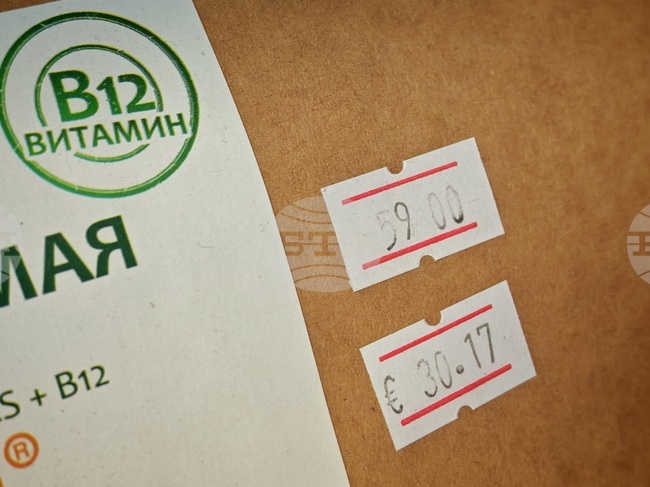 B12
ВИТАМИН
МАЯ
S + B12
®
59 00
€ 30.17